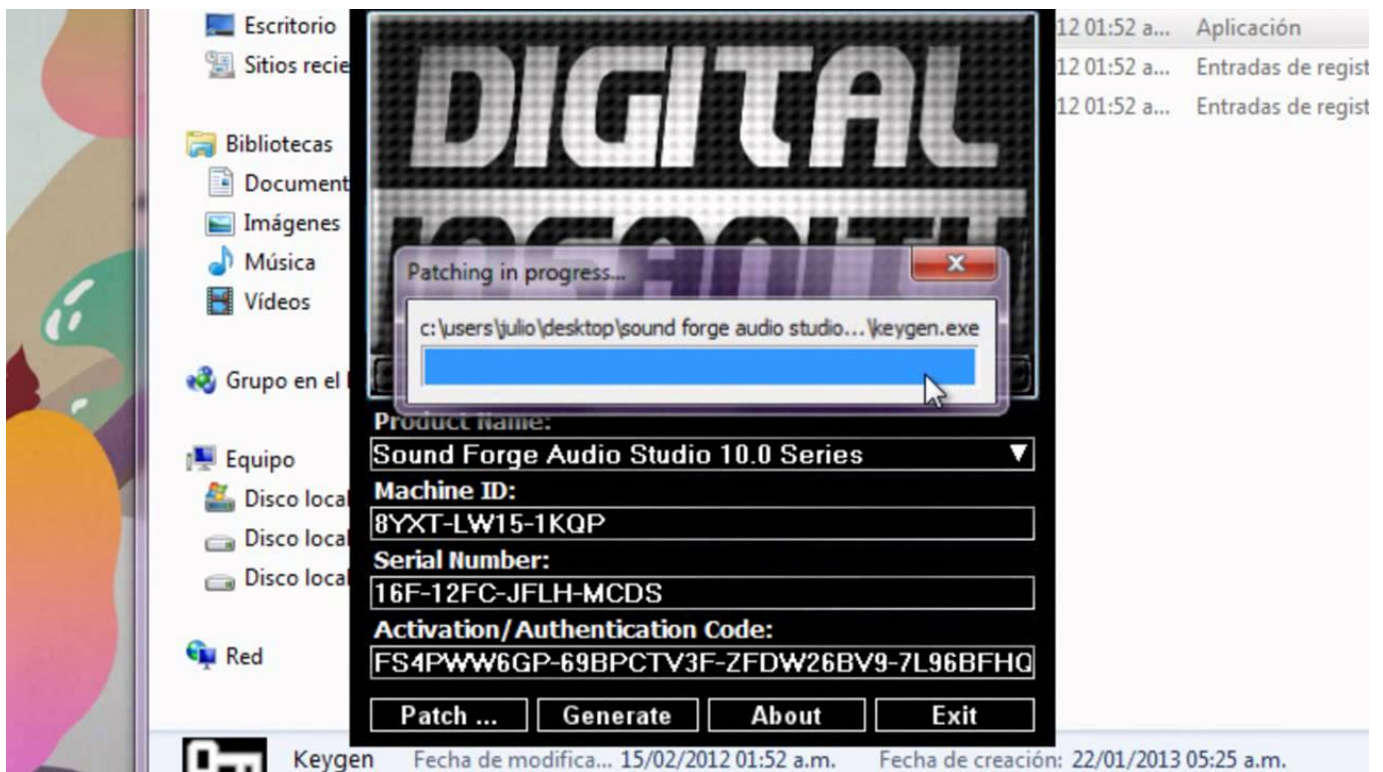 Escritorio
12 01:52 a... Aplicación
Sitios recie
12 01:52 a... Entradas de regist
12 01:52 a... Entradas de regist
DIGITAL
INSANITY
Bibliotecas
Document
Imágenes
Música
Vídeos
Patching in progress...
c:\users\julio\desktop\sound forge audio studio...\keygen.exe
Grupo en el
Product Name:
Sound Forge Audio Studio 10.0 Series
Equipo
Disco local
Disco local
Disco local
Machine ID:
8YXT-LW15-1KQP
Serial Number:
16F-12FC-JFLH-MCDS
Activation/Authentication Code:
FS4PWW6GP-69BPCTV3F-ZFDW26BV9-7L96BFHQ
Red
Patch ... Generate About Exit
Keygen Fecha de modifica... 15/02/2012 01:52 a.m. Fecha de creación: 22/01/2013 05:25 a.m.